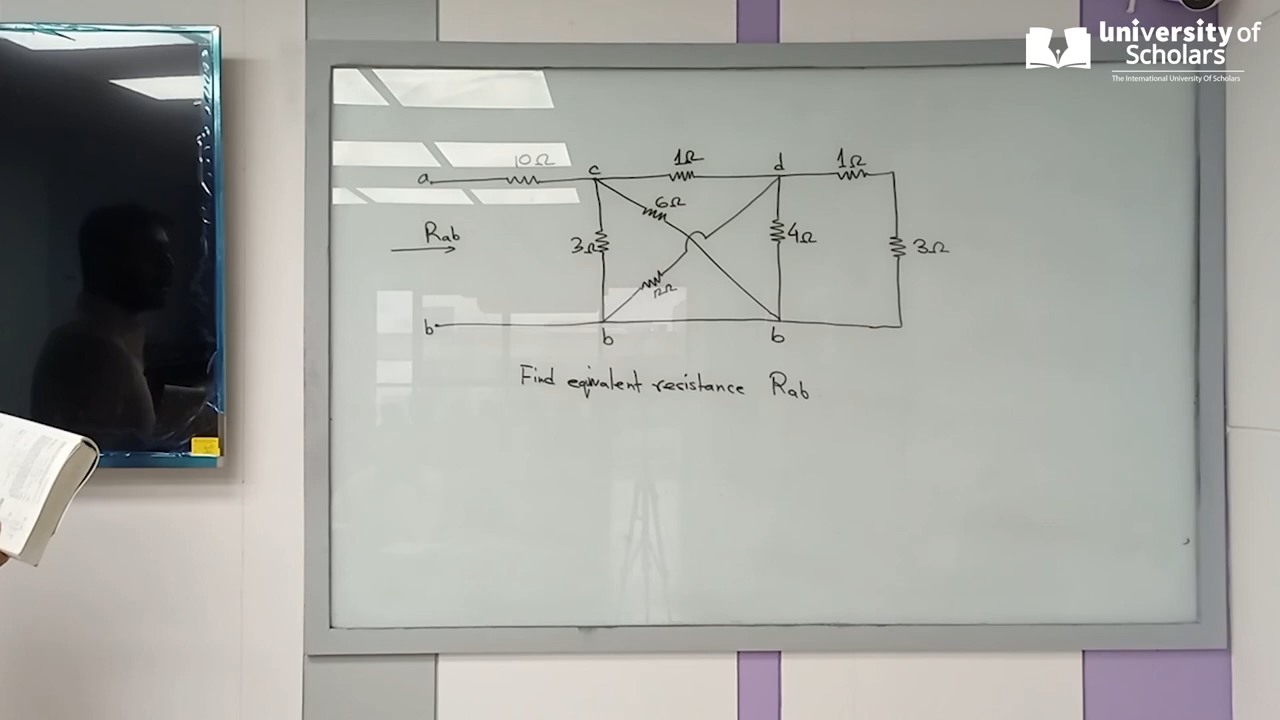 University of
Scholars
The International University Of Scholars
10Ω
c
1Ω
d
1Ω
a
6Ω
Rab
3Ω
4Ω
3Ω
12Ω
b
b
b
Find equivalent resistance Rab